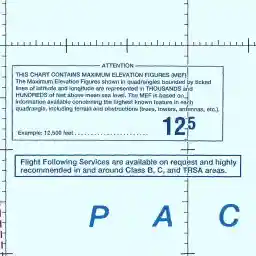 ATTENTION
THIS CHART CONTAINS MAXIMUM ELEVATION FIGURES (MEF)
The Maximum Elevation Figures shown in quadrangles bounded by ticked
lines of latitude and longitude are represented in THOUSANDS and
HUNDREDS of feet above mean sea level. The MEF is based on
information available concerning the highest known feature in each
quadrangle, including terrain and obstructions (trees, towers, antennas, etc.).
Example: 12,500 feet . . . . . . . . . . . . . . . . . . . . . . 12⁵
Flight Following Services are available on request and highly
recommended in and around Class B, C, and TRSA areas.
P A C